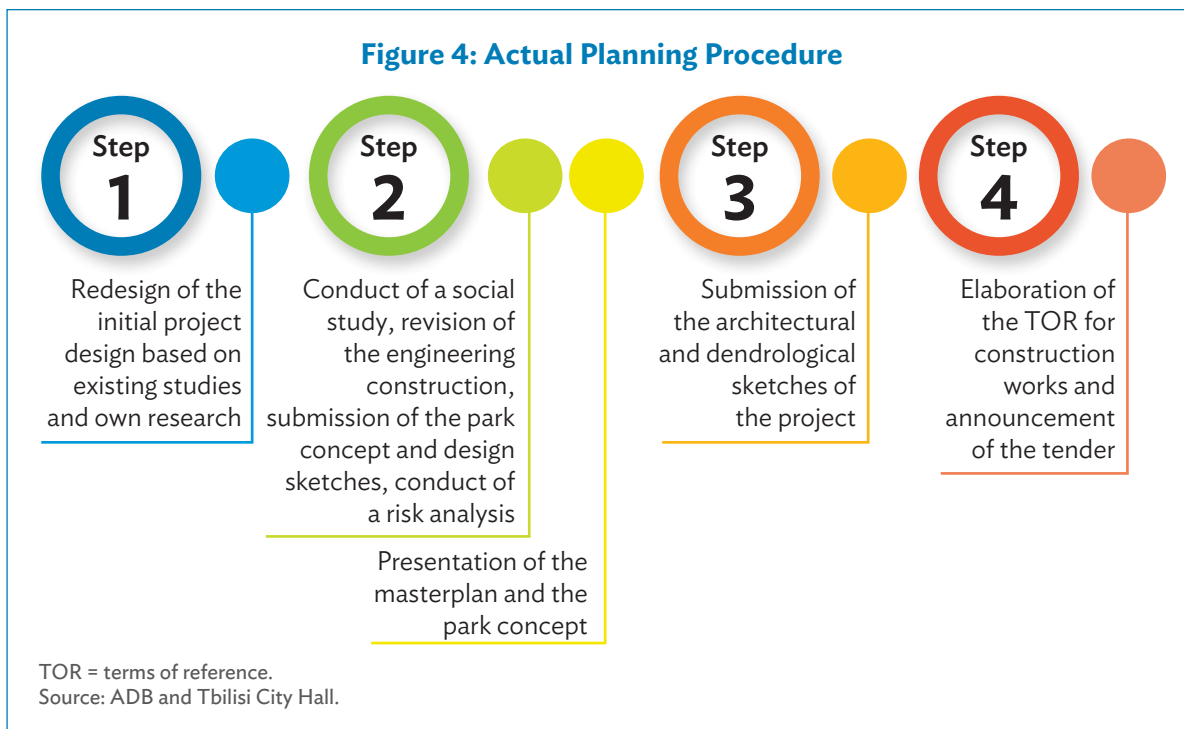 Figure 4: Actual Planning Procedure
Step
1
Redesign of the
initial project
design based on
existing studies
and own research
Step
2
Conduct of a social
study, revision of
the engineering
construction,
submission of the park
concept and design
sketches, conduct of
a risk analysis
Presentation of the
masterplan and the
park concept
Step
3
Submission of
the architectural
and dendrological
sketches of
the project
Step
4
Elaboration of
the TOR for
construction
works and
announcement
of the tender
TOR = terms of reference.
Source: ADB and Tbilisi City Hall.